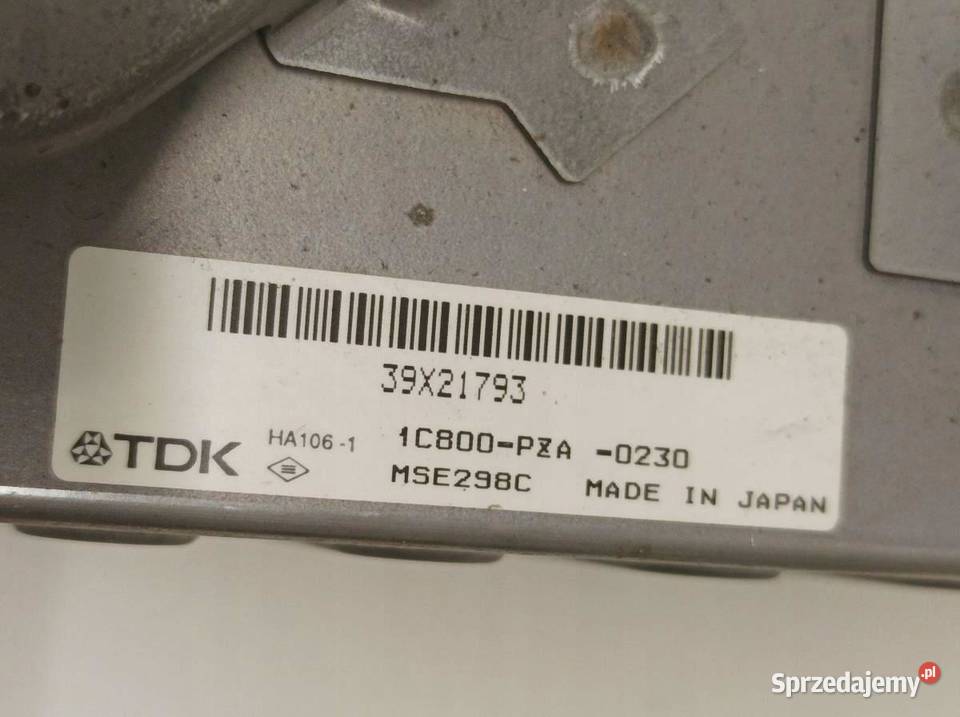 39X21793
TDK HA106-1 1C800-PZA -0230
MSE298C MADE IN JAPAN
Sprzedajemy.pl